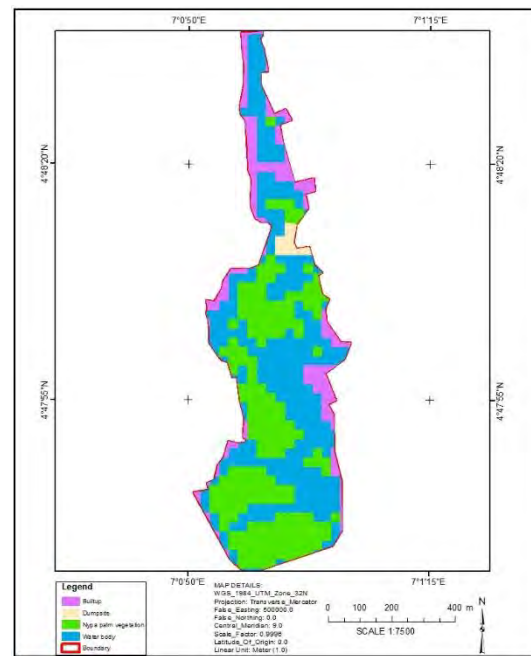 7°0'50"E 7°1'15"E
4°48'20"N 4°48'20"N
4°47'55"N 4°47'55"N
7°0'50"E 7°1'15"E
Legend
Builtup
Dumpsite
Nypa palm vegetation
Water body
Boundary
MAP DETAILS:
WGS_1984_UTM_Zone_32N
Projection: Transverse_Mercator
False_Easting: 500000.0
False_Northing: 0.0
Central_Meridian: 9.0
Scale_Factor: 0.9996
Latitude_Of_Origin: 0.0
Linear Unit: Meter (1.0)
0 100 200 400 m
SCALE 1:7500
N